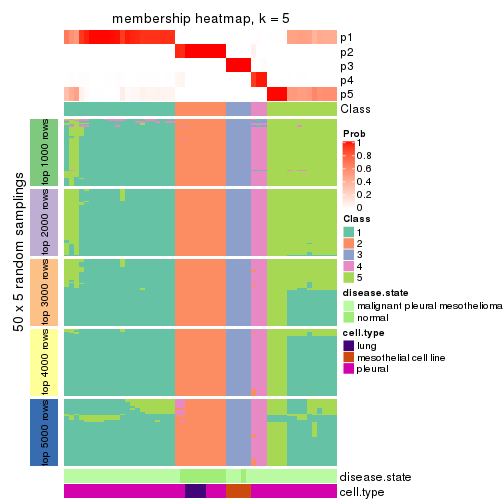 membership heatmap, k = 5
p1
p2
p3
p4
p5
Class
50 x 5 random samplings
top 1000 rows
top 2000 rows
top 3000 rows
top 4000 rows
top 5000 rows
Prob
1
0.8
0.6
0.4
0.2
0
Class
1
2
3
4
5
disease.state
malignant pleural mesothelioma
normal
cell.type
lung
mesothelial cell line
pleural
disease.state
cell.type